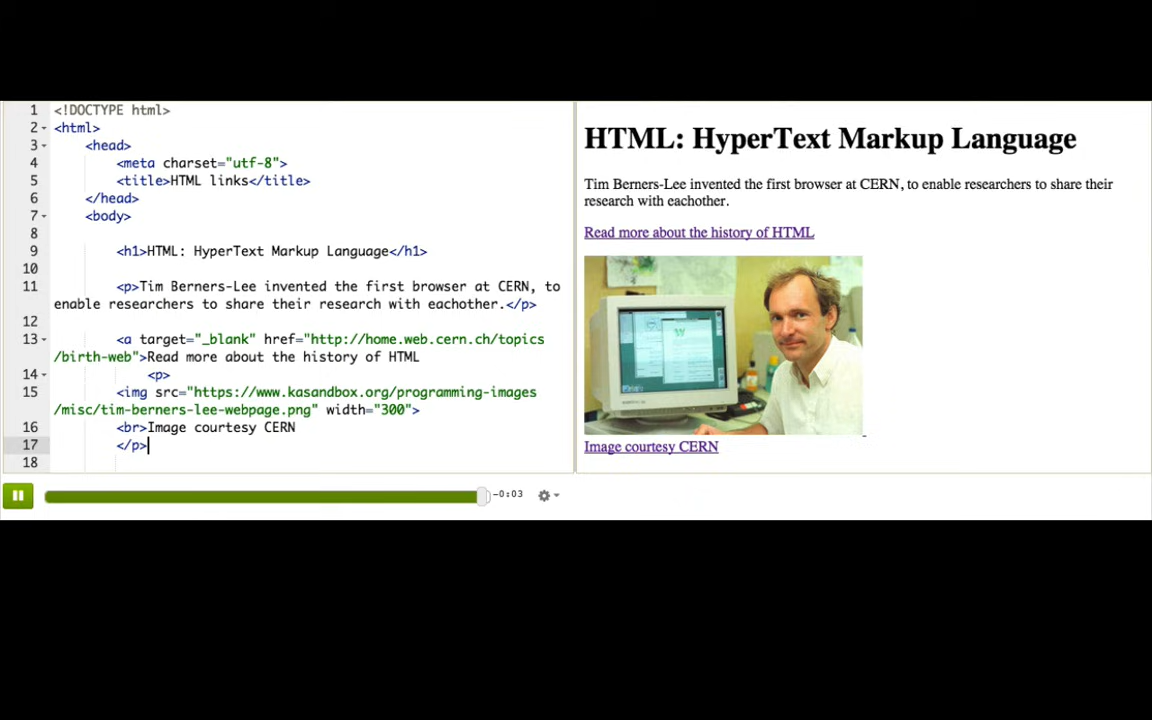 1 <!DOCTYPE html>
2 <html>
3 <head>
4 <meta charset="utf-8">
5 <title>HTML links</title>
6 </head>
7 <body>
8
9 <h1>HTML: HyperText Markup Language</h1>
10
11 <p>Tim Berners-Lee invented the first browser at CERN, to
enable researchers to share their research with eachother.</p>
12
13 <a target="_blank" href="http://home.web.cern.ch/topics
/birth-web">Read more about the history of HTML
14 <p>
15 <img src="https://www.kasandbox.org/programming-images
/misc/tim-berners-lee-webpage.png" width="300">
16 <br>Image courtesy CERN
17 </p>
18
HTML: HyperText Markup Language
Tim Berners-Lee invented the first browser at CERN, to enable researchers to share their
research with eachother.
Read more about the history of HTML
Image courtesy CERN
-0:03